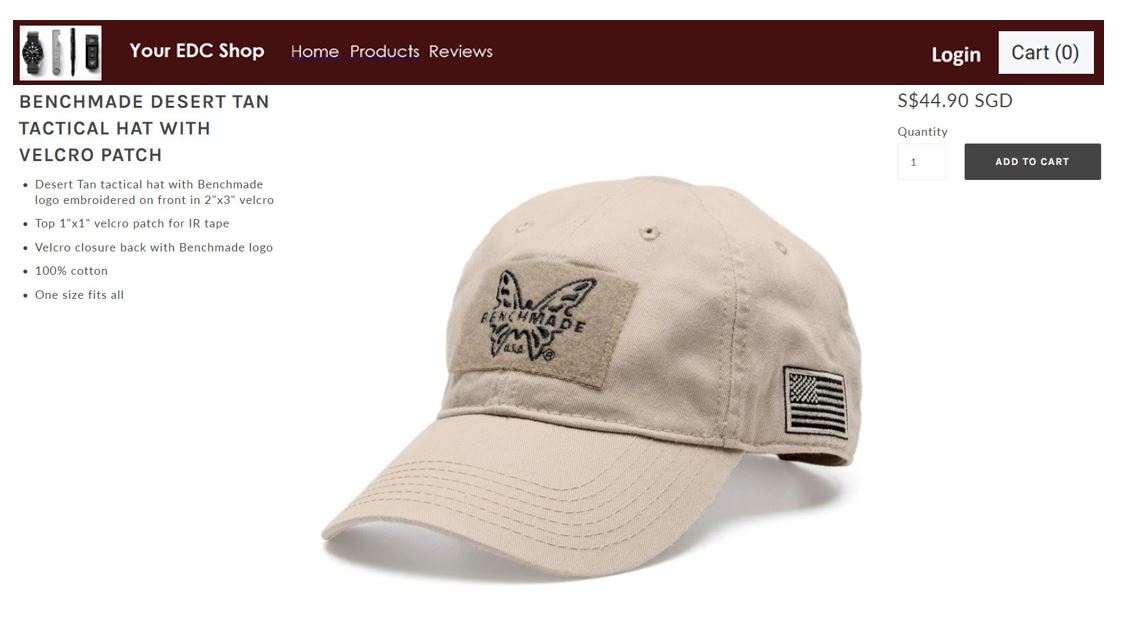 Your EDC Shop Home Products Reviews Login Cart (0)
BENCHMADE DESERT TAN
TACTICAL HAT WITH
VELCRO PATCH
• Desert Tan tactical hat with Benchmade
logo embroidered on front in 2"x3" velcro
• Top 1"x1" velcro patch for IR tape
• Velcro closure back with Benchmade logo
• 100% cotton
• One size fits all
BENCHMADE
USA ®
S$44.90 SGD
Quantity
1 ADD TO CART